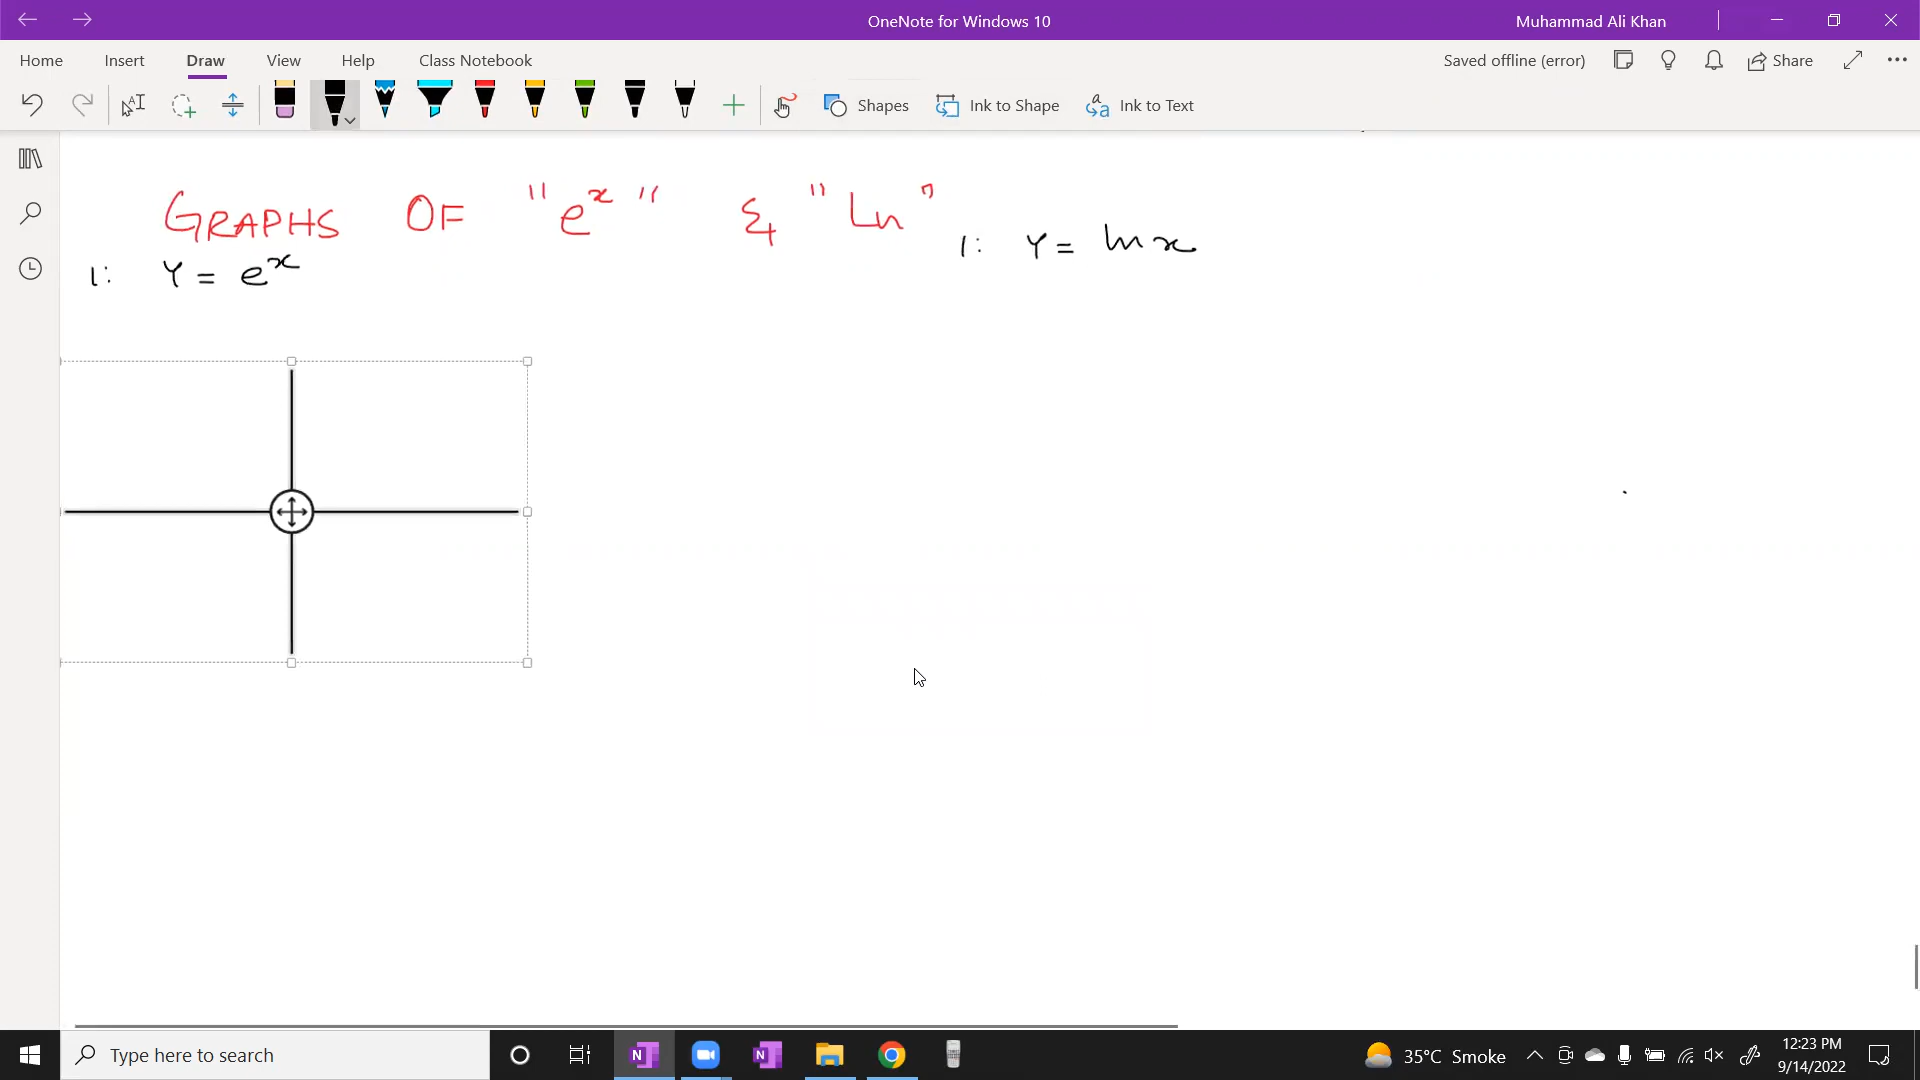 OneNote for Windows 10
Muhammad Ali Khan
Home Insert Draw View Help Class Notebook
Saved offline (error)
Share
Shapes
Ink to Shape
Ink to Text
GRAPHS OF "e^x" & "Ln"
1: Y = e^x
1: Y = ln x
Type here to search
35°C Smoke
12:23 PM
9/14/2022